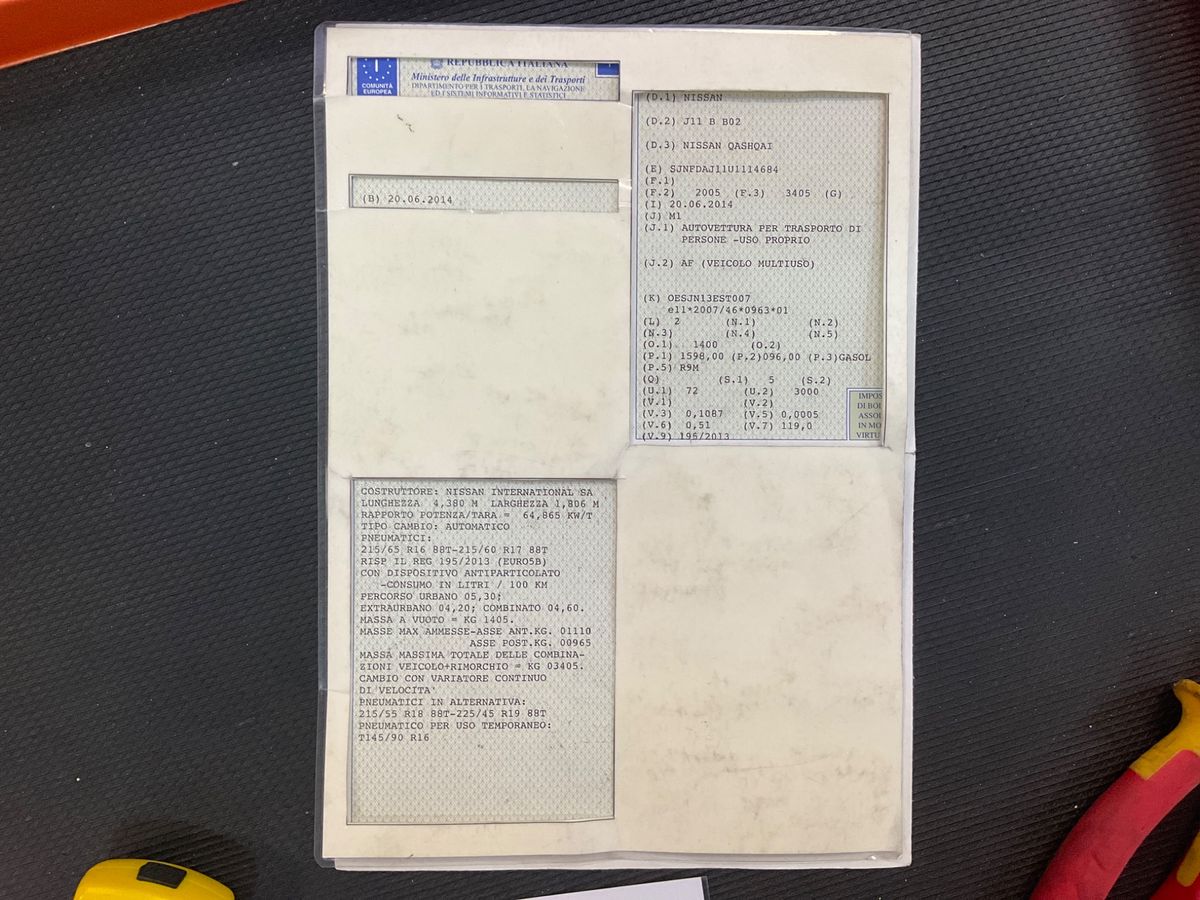 REPUBBLICA ITALIANA
Ministero delle Infrastrutture e dei Trasporti
DIPARTIMENTO PER I TRASPORTI, LA NAVIGAZIONE
ED I SISTEMI INFORMATIVI E STATISTICI
I
COMUNITÀ
EUROPEA
(B) 20.06.2014
(D.1) NISSAN
(D.2) J11 B B02
(D.3) NISSAN QASHQAI
(E) SJNFDAJ11U1114684
(F.1)
(F.2) 2005 (F.3) 3405 (G)
(I) 20.06.2014
(J) M1
(J.1) AUTOVETTURA PER TRASPORTO DI
PERSONE -USO PROPRIO
(J.2) AF (VEICOLO MULTIUSO)
(K) OESJN13EST007
e11*2007/46*0963*01
(L) 2 (N.1) (N.2)
(N.3) (N.4) (N.5)
(O.1) 1400 (O.2)
(P.1) 1598,00 (P.2)096,00 (P.3)GASOL
(P.5) R9M
(Q) (S.1) 5 (S.2)
(U.1) 72 (U.2) 3000
(V.1) (V.2)
(V.3) 0,1087 (V.5) 0,0005
(V.6) 0,51 (V.7) 119,0
(V.9) 195/2013
IMPOS
DI BOL
ASSOL
IN MO
VIRTU
COSTRUTTORE: NISSAN INTERNATIONAL SA
LUNGHEZZA 4,380 M LARGHEZZA 1,806 M
RAPPORTO POTENZA/TARA = 64,865 KW/T
TIPO CAMBIO: AUTOMATICO
PNEUMATICI:
215/65 R16 88T-215/60 R17 88T
RISP IL REG 195/2013 (EURO5B)
CON DISPOSITIVO ANTIPARTICOLATO
-CONSUMO IN LITRI / 100 KM
PERCORSO URBANO 05,30;
EXTRAURBANO 04,20; COMBINATO 04,60.
MASSA A VUOTO = KG 1405.
MASSE MAX AMMESSE-ASSE ANT.KG. 01110
ASSE POST.KG. 00965
MASSA MASSIMA TOTALE DELLE COMBINA-
ZIONI VEICOLO+RIMORCHIO = KG 03405.
CAMBIO CON VARIATORE CONTINUO
DI VELOCITA'
PNEUMATICI IN ALTERNATIVA:
215/55 R18 88T-225/45 R19 88T
PNEUMATICO PER USO TEMPORANEO:
T145/90 R16